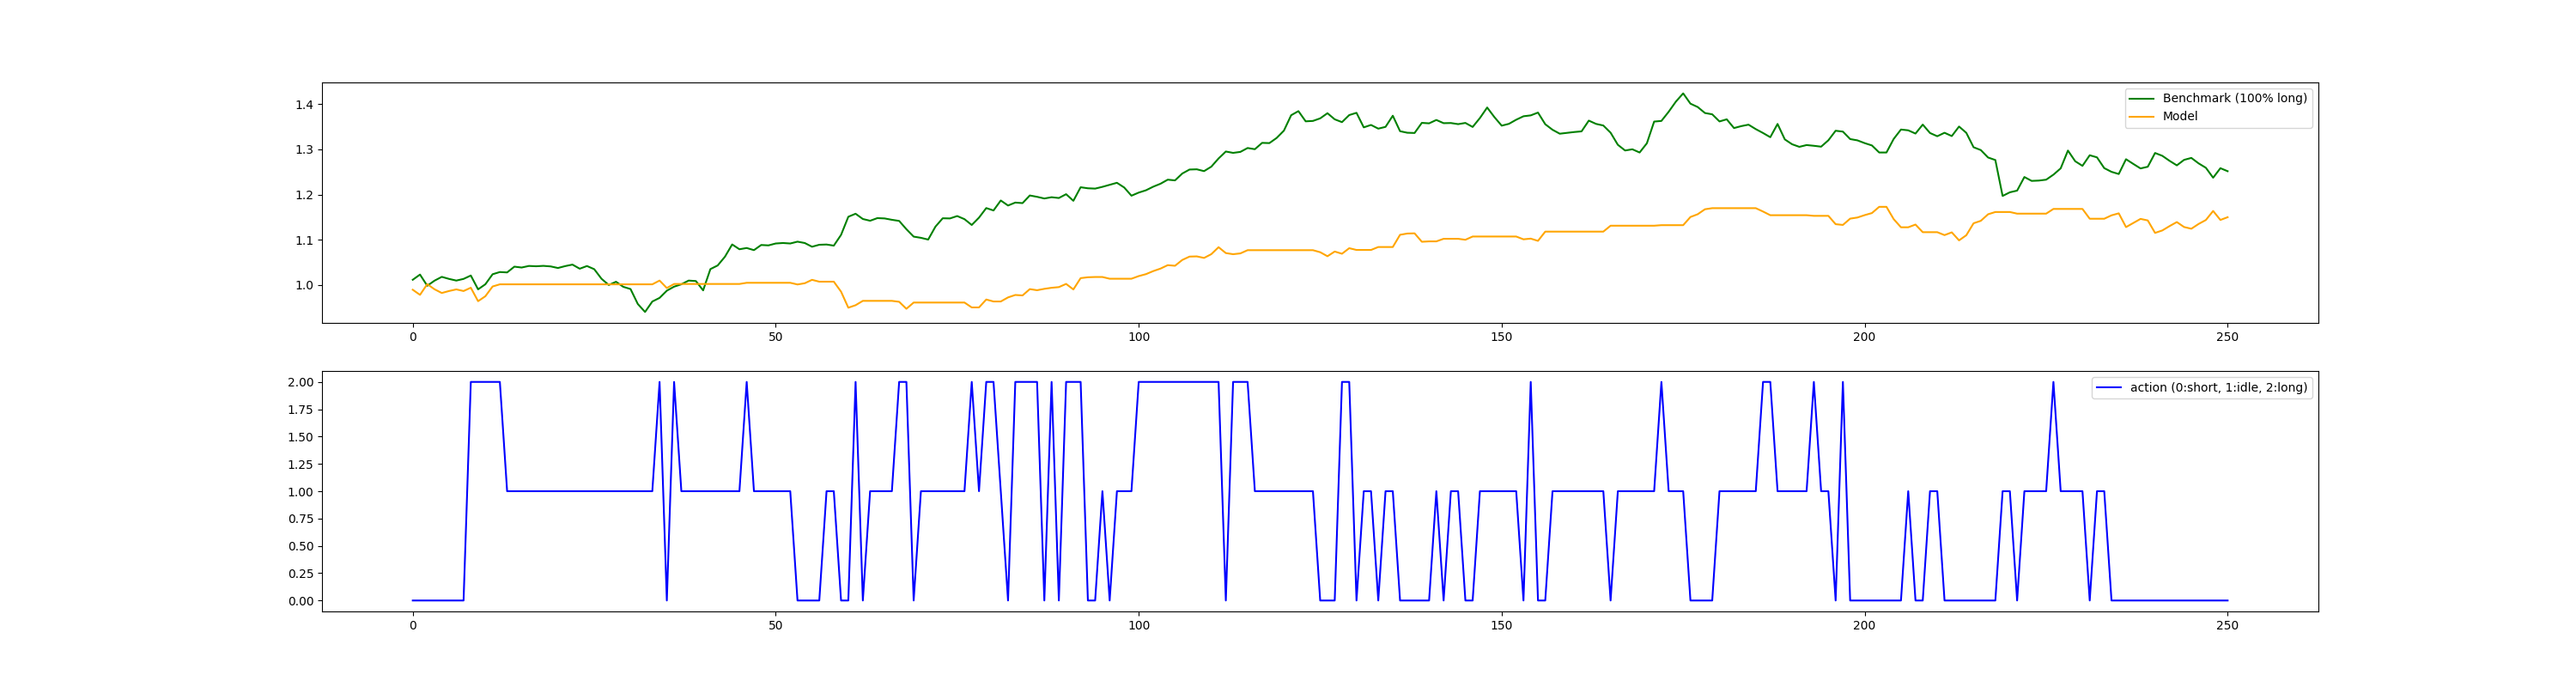 1.4
1.3
1.2
1.1
1.0
Benchmark (100% long)
Model
0 50 100 150 200 250
2.00
1.75
1.50
1.25
1.00
0.75
0.50
0.25
0.00
action (0:short, 1:idle, 2:long)
0 50 100 150 200 250